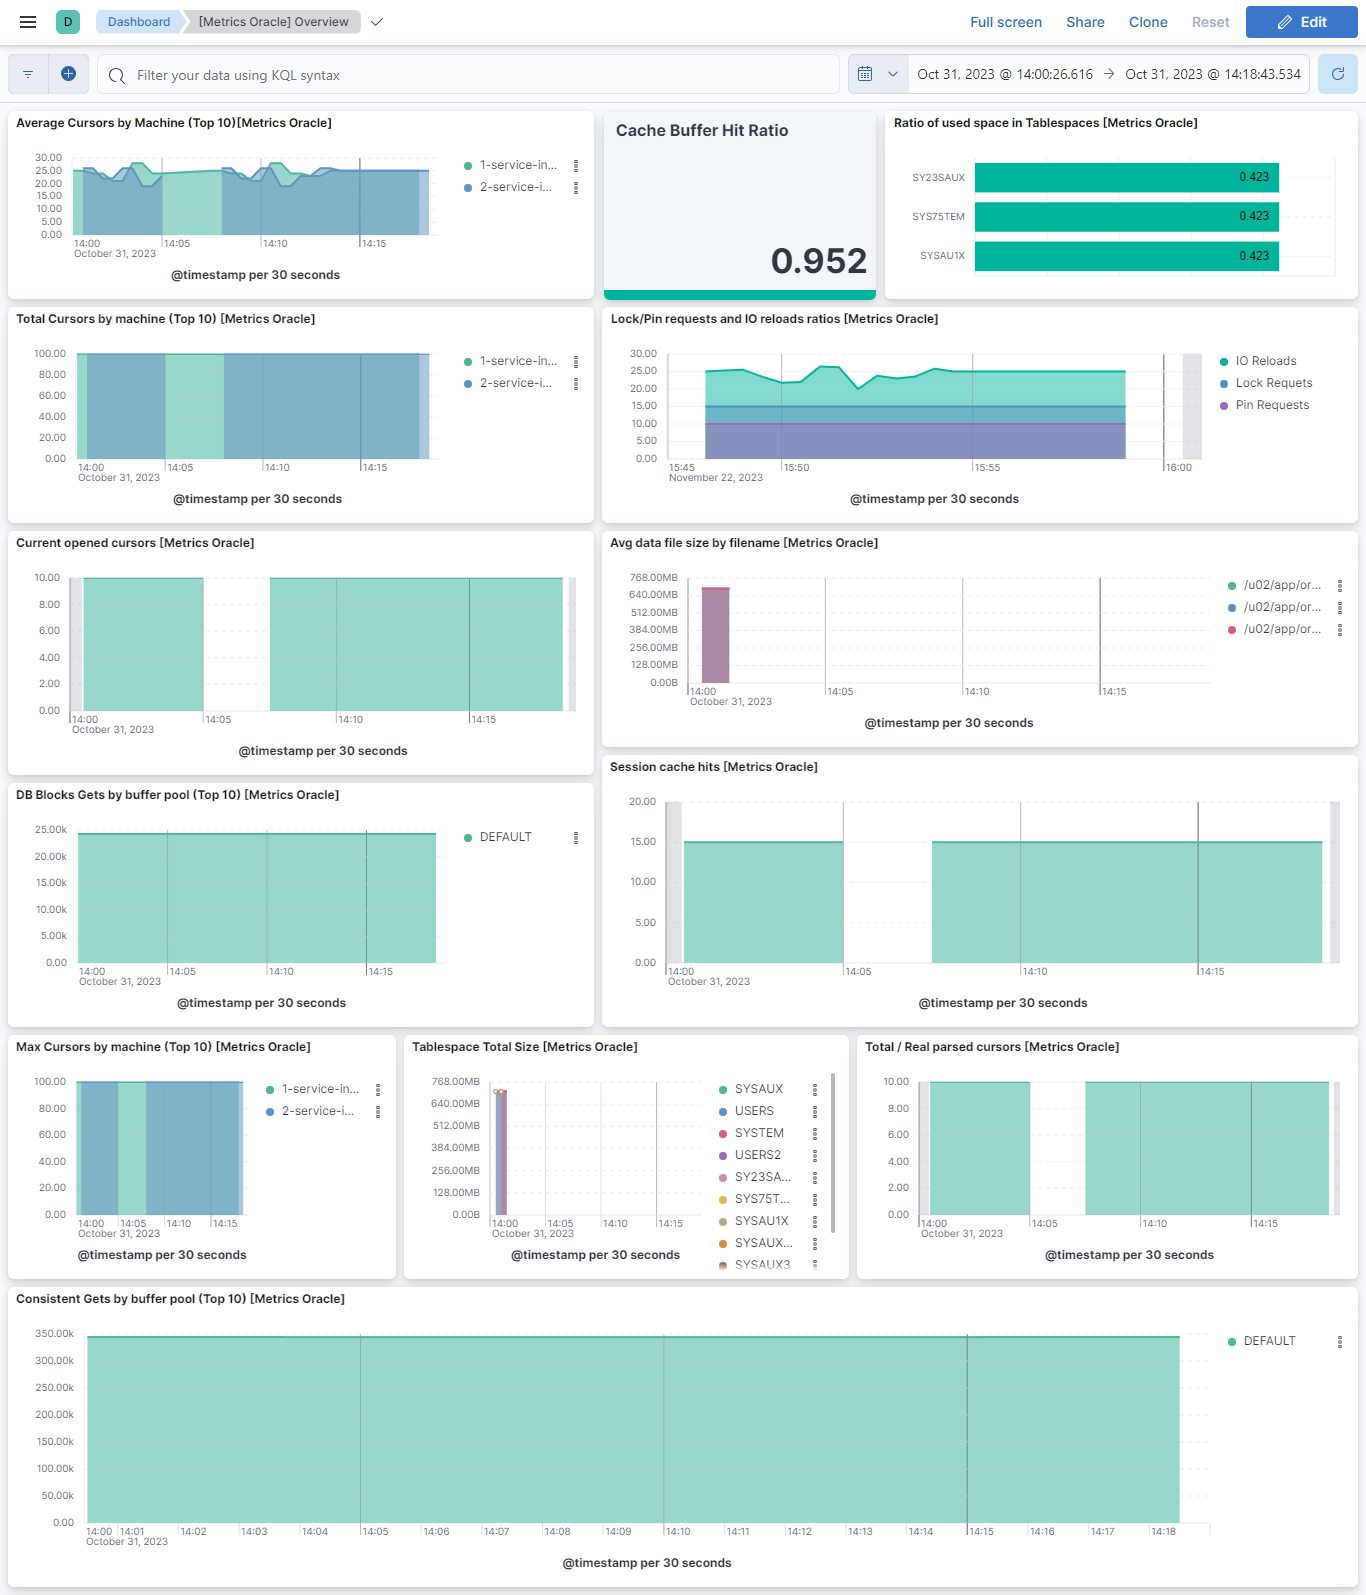 D Dashboard [Metrics Oracle] Overview Full screen Share Clone Reset Edit
Filter your data using KQL syntax Oct 31, 2023 @ 14:00:26.616 → Oct 31, 2023 @ 14:18:43.534
Average Cursors by Machine (Top 10)[Metrics Oracle]
30.00
25.00
20.00
15.00
10.00
5.00
0.00
14:00 14:05 14:10 14:15
October 31, 2023
@timestamp per 30 seconds
1-service-in...
2-service-i...
Cache Buffer Hit Ratio
0.952
Ratio of used space in Tablespaces [Metrics Oracle]
SY23SAUX 0.423
SYS75TEM 0.423
SYSAU1X 0.423
Total Cursors by machine (Top 10) [Metrics Oracle]
100.00
80.00
60.00
40.00
20.00
0.00
14:00 14:05 14:10 14:15
October 31, 2023
@timestamp per 30 seconds
1-service-in...
2-service-i...
Lock/Pin requests and IO reloads ratios [Metrics Oracle]
30.00
25.00
20.00
15.00
10.00
5.00
0.00
15:45 15:50 15:55 16:00
November 22, 2023
@timestamp per 30 seconds
IO Reloads
Lock Requets
Pin Requests
Current opened cursors [Metrics Oracle]
10.00
8.00
6.00
4.00
2.00
0.00
14:00 14:05 14:10 14:15
October 31, 2023
@timestamp per 30 seconds
Avg data file size by filename [Metrics Oracle]
768.00MB
640.00MB
512.00MB
384.00MB
256.00MB
128.00MB
0.00B
14:00 14:05 14:10 14:15
October 31, 2023
@timestamp per 30 seconds
/u02/app/or...
/u02/app/or...
/u02/app/or...
DB Blocks Gets by buffer pool (Top 10) [Metrics Oracle]
25.00k
20.00k
15.00k
10.00k
5.00k
0.00
14:00 14:05 14:10 14:15
October 31, 2023
@timestamp per 30 seconds
DEFAULT
Session cache hits [Metrics Oracle]
20.00
15.00
10.00
5.00
0.00
14:00 14:05 14:10 14:15
October 31, 2023
@timestamp per 30 seconds
Max Cursors by machine (Top 10) [Metrics Oracle]
100.00
80.00
60.00
40.00
20.00
0.00
14:00 14:05 14:10 14:15
October 31, 2023
@timestamp per 30 seconds
1-service-in...
2-service-i...
Tablespace Total Size [Metrics Oracle]
768.00MB
640.00MB
512.00MB
384.00MB
256.00MB
128.00MB
0.00B
14:00 14:05 14:10 14:15
October 31, 2023
@timestamp per 30 seconds
SYSAUX
USERS
SYSTEM
USERS2
SY23SA...
SYS75T...
SYSAU1X
SYSAUX...
SYSAUX3
Total / Real parsed cursors [Metrics Oracle]
10.00
8.00
6.00
4.00
2.00
0.00
14:00 14:05 14:10 14:15
October 31, 2023
@timestamp per 30 seconds
Consistent Gets by buffer pool (Top 10) [Metrics Oracle]
350.00k
300.00k
250.00k
200.00k
150.00k
100.00k
50.00k
0.00
14:00 14:01 14:02 14:03 14:04 14:05 14:06 14:07 14:08 14:09 14:10 14:11 14:12 14:13 14:14 14:15 14:16 14:17 14:18
October 31, 2023
@timestamp per 30 seconds
DEFAULT